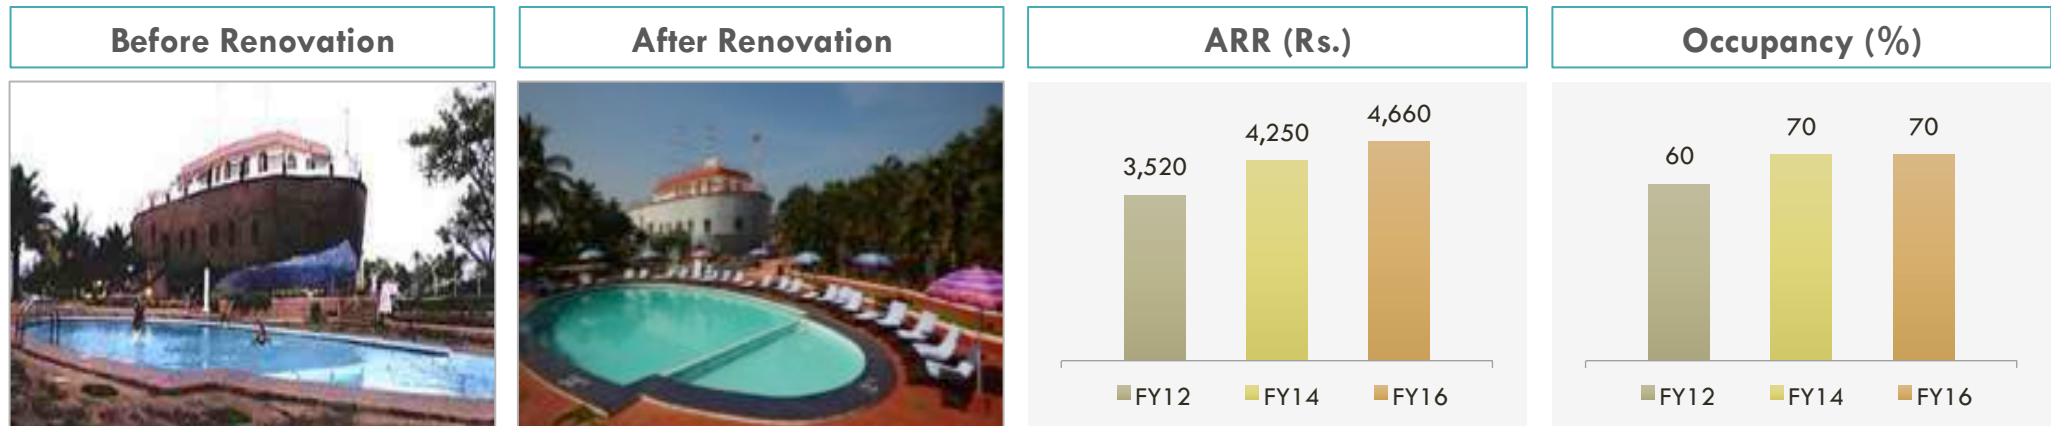 Before Renovation
After Renovation
ARR (Rs.)
3,520
4,250
4,660
FY12 FY14 FY16
Occupancy (%)
60
70
70
FY12 FY14 FY16